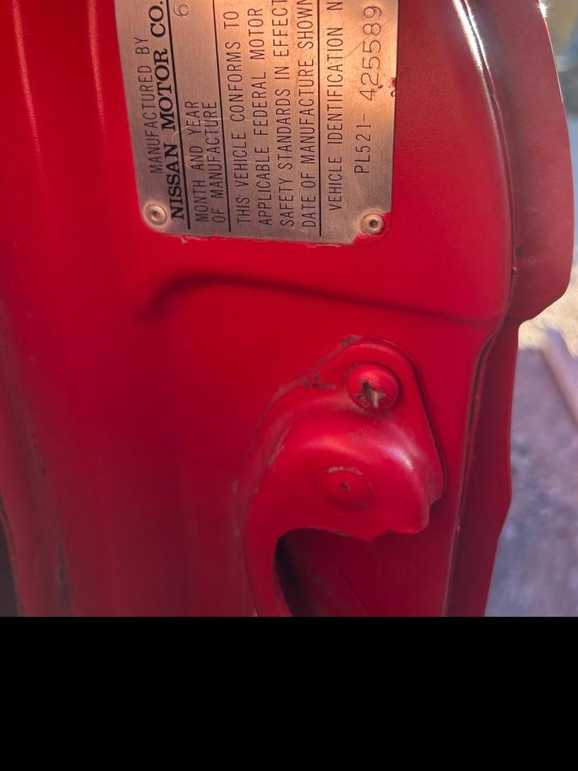 MANUFACTURED BY
NISSAN MOTOR CO.
MONTH AND YEAR 6
OF MANUFACTURE
THIS VEHICLE CONFORMS TO
APPLICABLE FEDERAL MOTOR
SAFETY STANDARDS IN EFFECT
DATE OF MANUFACTURE SHOWN
VEHICLE IDENTIFICATION N
PL521- 425589